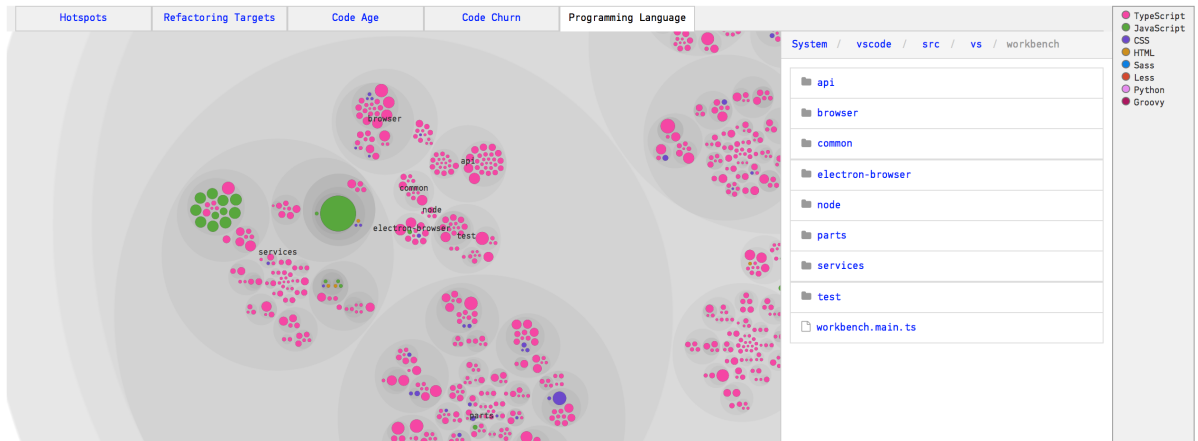 Hotspots
Refactoring Targets
Code Age
Code Churn
Programming Language
System / vscode / src / vs / workbench
api
browser
common
electron-browser
node
parts
services
test
workbench.main.ts
TypeScript
JavaScript
CSS
HTML
Sass
Less
Python
Groovy
browser
api
common
node
electron-browser
test
services
parts